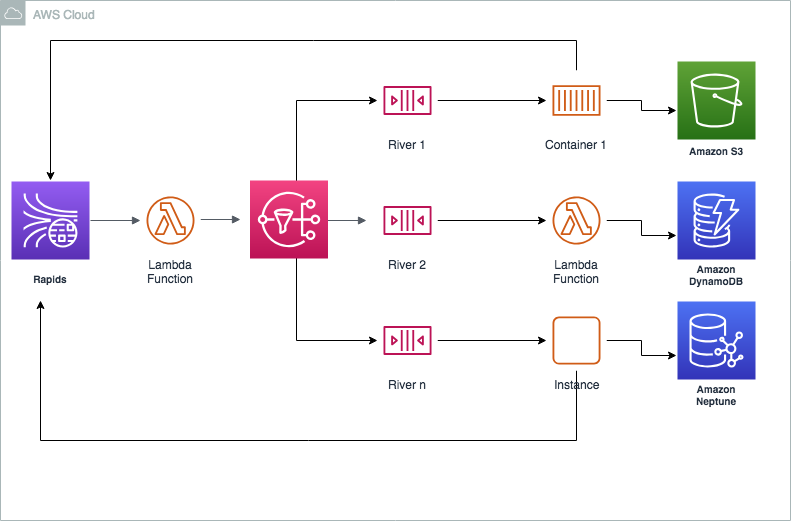 AWS Cloud
River 1
Container 1
Amazon S3
Rapids
Lambda
Function
River 2
Lambda
Function
Amazon
DynamoDB
River n
Instance
Amazon
Neptune